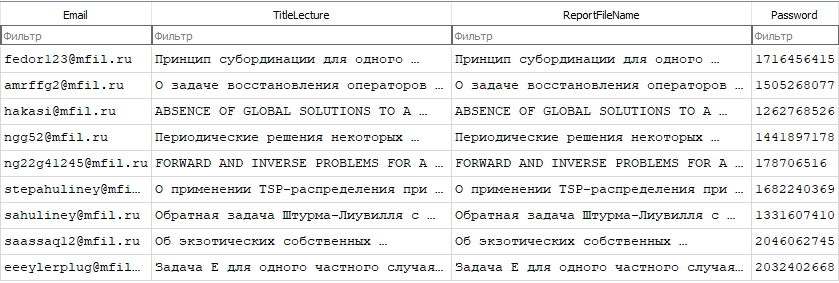 Email TitleLecture ReportFileName Password
Фильтр Фильтр Фильтр Фильтр
fedor123@mfil.ru Принцип субординации для одного … Принцип субординации для одного … 1716456415
amrffg2@mfil.ru О задаче восстановления операторов … О задаче восстановления операторов … 1505268077
hakasi@mfil.ru ABSENCE OF GLOBAL SOLUTIONS TO A … ABSENCE OF GLOBAL SOLUTIONS TO A … 1262768526
ngg52@mfil.ru Периодические решения некоторых … Периодические решения некоторых … 1441897178
ng22g41245@mfil.ru FORWARD AND INVERSE PROBLEMS FOR A … FORWARD AND INVERSE PROBLEMS FOR A … 178706516
stepahuliney@mfi… О применении TSP-распределения при … О применении TSP-распределения при … 1682240369
sahuliney@mfil.ru Обратная задача Штурма-Лиувилля с … Обратная задача Штурма-Лиувилля с … 1331607410
saassaq12@mfil.ru Об экзотических собственных … Об экзотических собственных … 2046062745
eeeylerplug@mfil… Задача Е для одного частного случая… Задача Е для одного частного случая… 2032402668